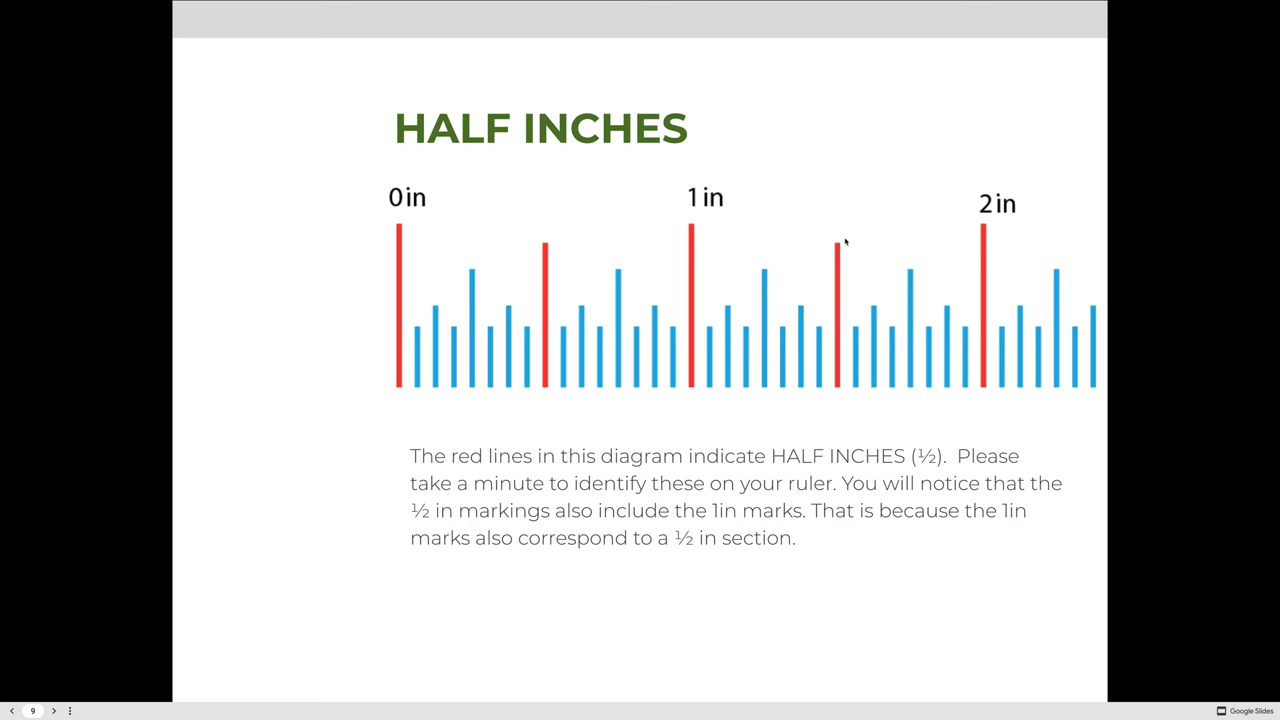 HALF INCHES
0in
1in
2in
The red lines in this diagram indicate HALF INCHES (½).  Please
take a minute to identify these on your ruler. You will notice that the
½ in markings also include the 1in marks. That is because the 1in
marks also correspond to a ½ in section.
9
Google Slides